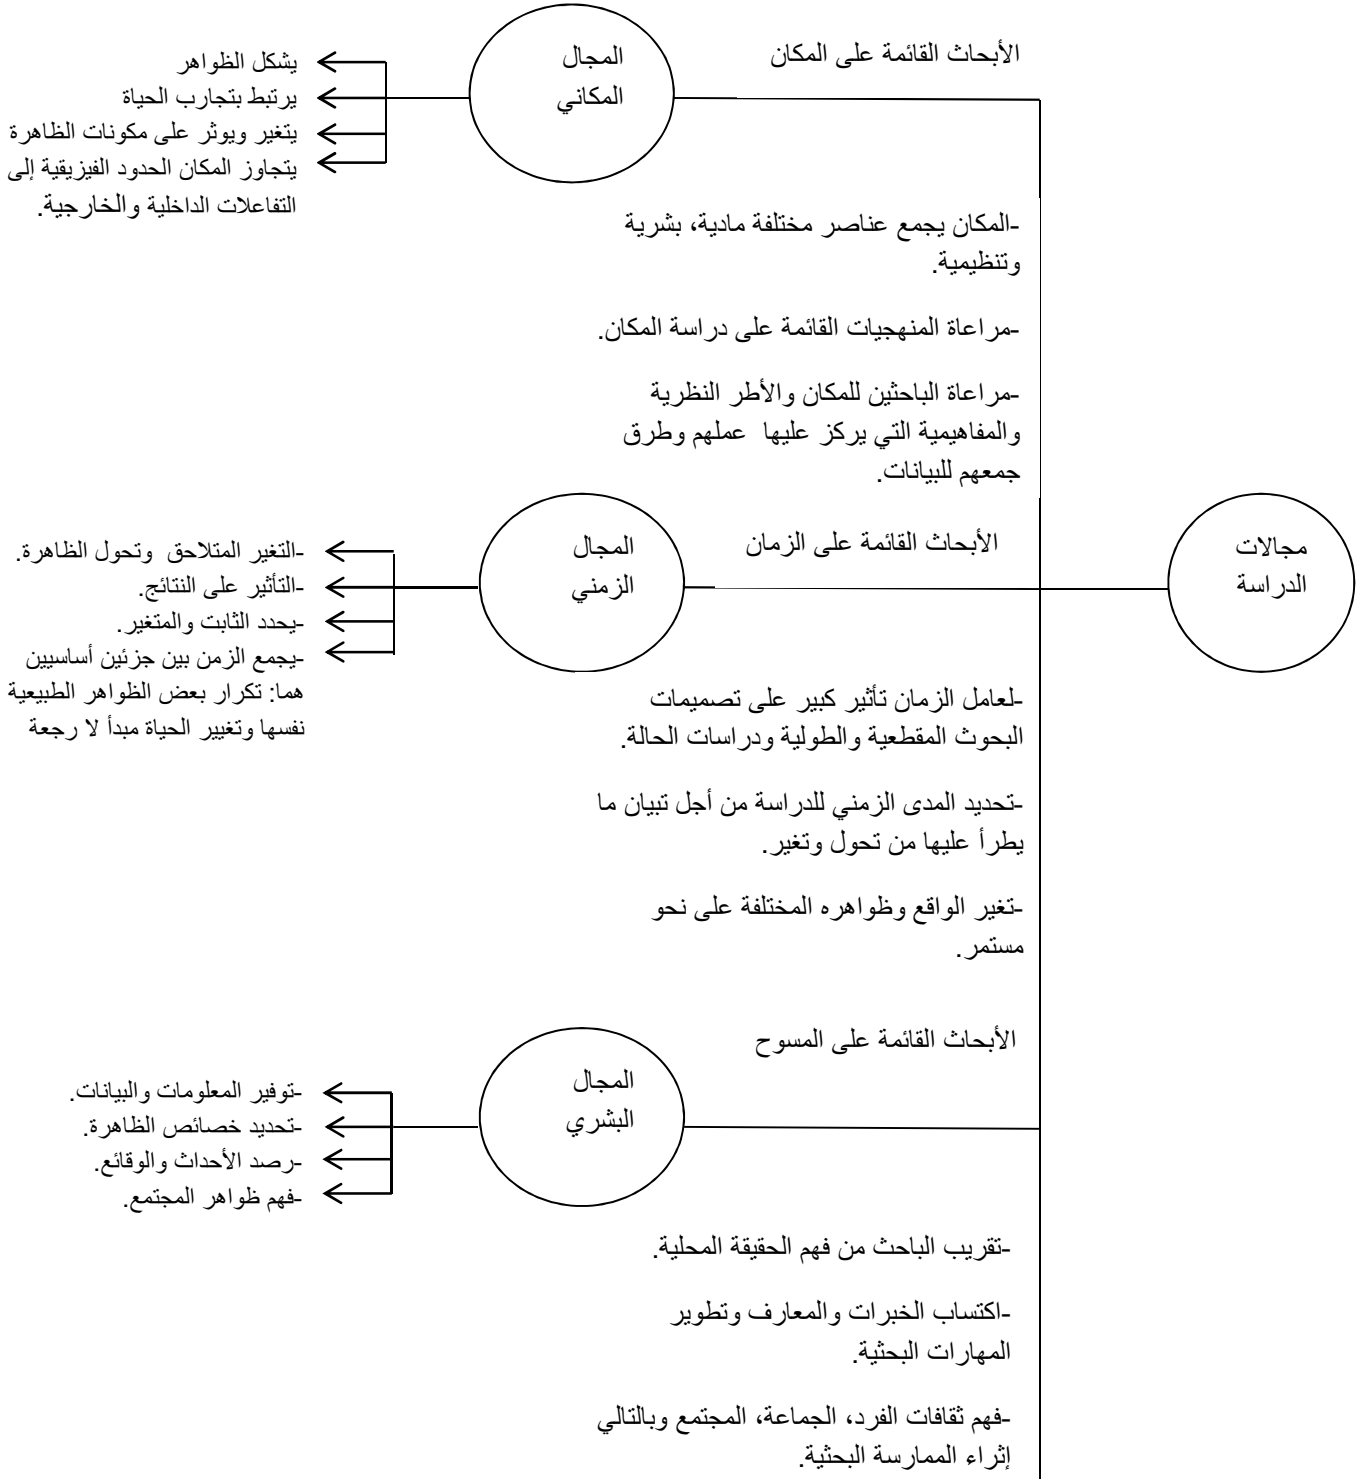 الأبحاث القائمة على المكان
المجال
المكاني
يشكل الظواهر
يرتبط بتجارب الحياة
يتغير ويوثر على مكونات الظاهرة
يتجاوز المكان الحدود الفيزيقية إلى
التفاعلات الداخلية والخارجية.
-المكان يجمع عناصر مختلفة مادية، بشرية
وتنظيمية.
-مراعاة المنهجيات القائمة على دراسة المكان.
-مراعاة الباحثين للمكان والأطر النظرية
والمفاهيمية التي يركز عليها عملهم وطرق
جمعهم للبيانات.
مجالات
الدراسة
الأبحاث القائمة على الزمان
المجال
الزمني
-التغير المتلاحق وتحول الظاهرة.
-التأثير على النتائج.
-يحدد الثابت والمتغير.
-يجمع الزمن بين جزئين أساسيين
هما: تكرار بعض الظواهر الطبيعية
نفسها وتغيير الحياة مبدأ لا رجعة
-لعامل الزمان تأثير كبير على تصميمات
البحوث المقطعية والطولية ودراسات الحالة.
-تحديد المدى الزمني للدراسة من أجل تبيان ما
يطرأ عليها من تحول وتغير.
-تغير الواقع وظواهره المختلفة على نحو
مستمر.
الأبحاث القائمة على المسوح
المجال
البشري
-توفير المعلومات والبيانات.
-تحديد خصائص الظاهرة.
-رصد الأحداث والوقائع.
-فهم ظواهر المجتمع.
-تقريب الباحث من فهم الحقيقة المحلية.
-اكتساب الخبرات والمعارف وتطوير
المهارات البحثية.
-فهم ثقافات الفرد، الجماعة، المجتمع وبالتالي
إثراء الممارسة البحثية.